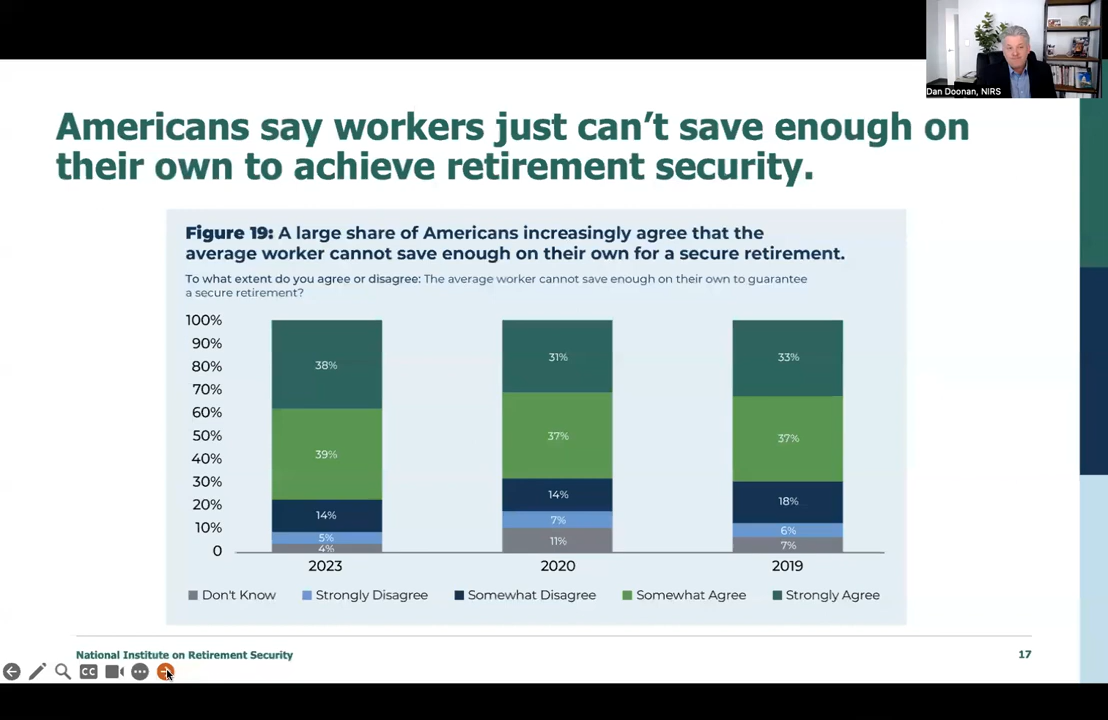 Dan Doonan, NIRS
Americans say workers just can’t save enough on
their own to achieve retirement security.
Figure 19: A large share of Americans increasingly agree that the
average worker cannot save enough on their own for a secure retirement.
To what extent do you agree or disagree: The average worker cannot save enough on their own to guarantee
a secure retirement?
100%
90%
80%
70%
60%
50%
40%
30%
20%
10%
0
38%
39%
14%
5%
4%
31%
37%
14%
7%
11%
33%
37%
18%
6%
7%
2023 2020 2019
Don't Know Strongly Disagree Somewhat Disagree Somewhat Agree Strongly Agree
National Institute on Retirement Security 17
CC